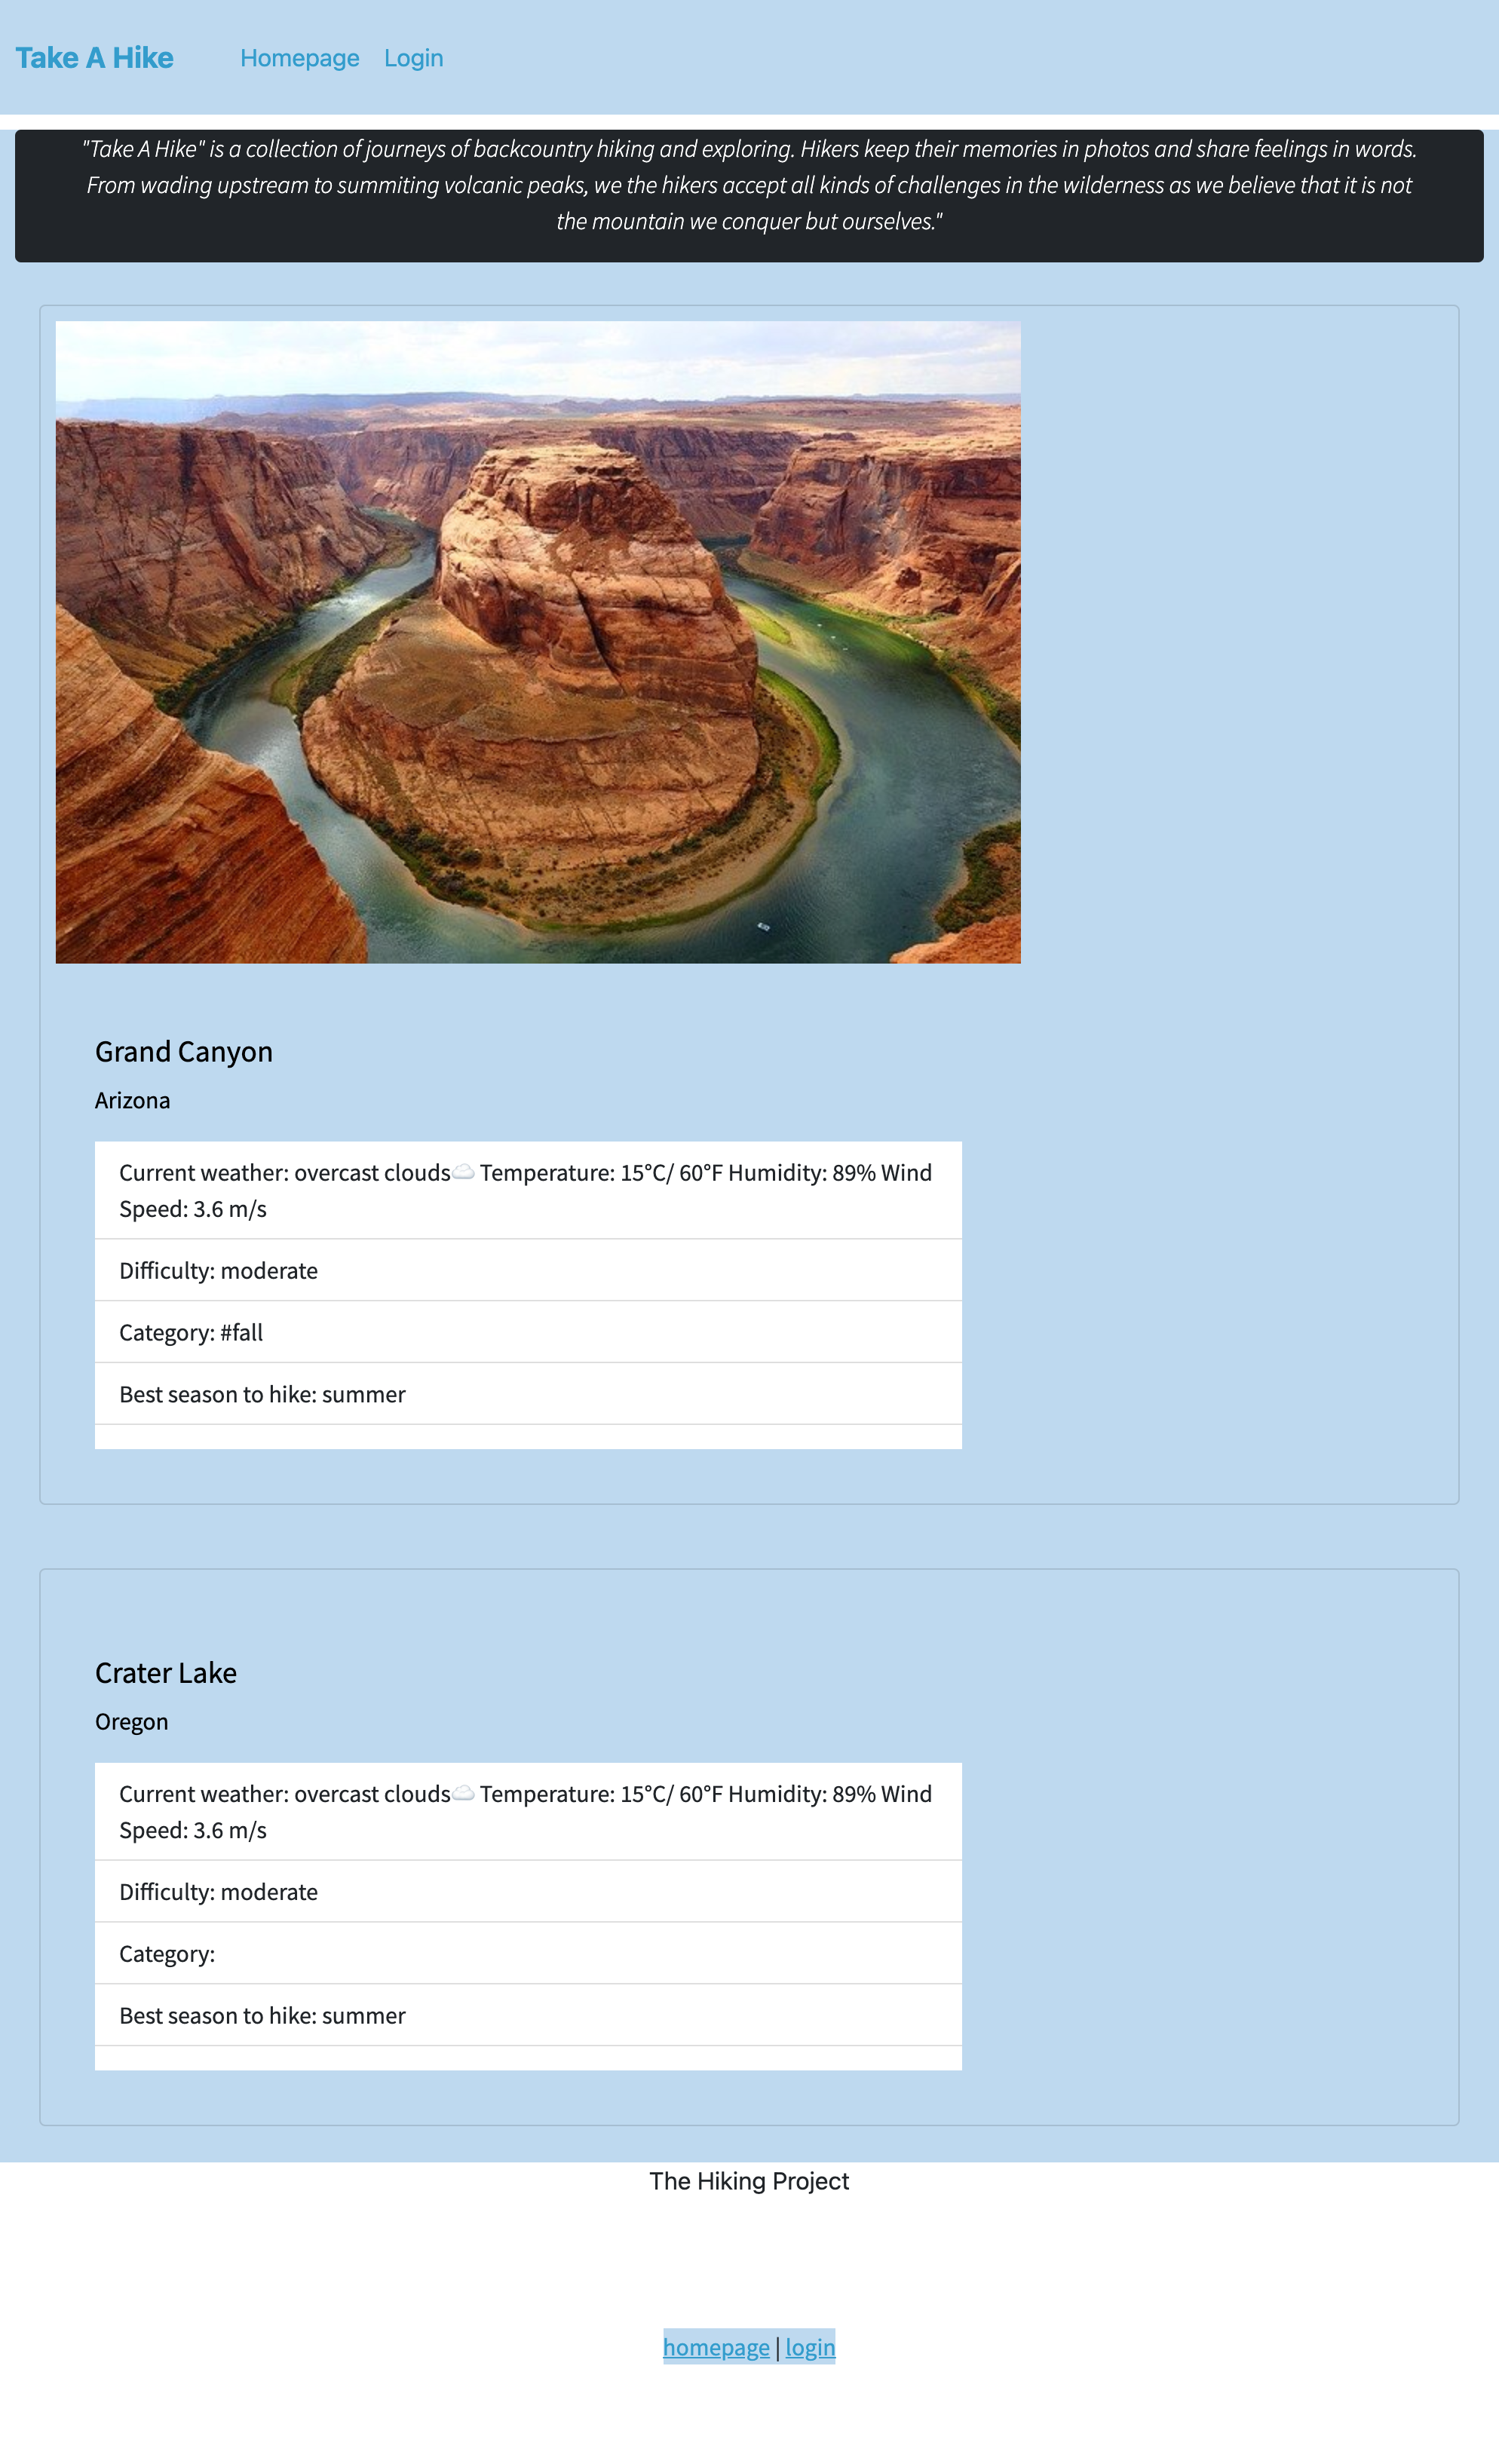 Take A Hike Homepage Login
"Take A Hike" is a collection of journeys of backcountry hiking and exploring. Hikers keep their memories in photos and share feelings in words.
From wading upstream to summiting volcanic peaks, we the hikers accept all kinds of challenges in the wilderness as we believe that it is not
the mountain we conquer but ourselves."
Grand Canyon
Arizona
Current weather: overcast clouds☁️ Temperature: 15°C/ 60°F Humidity: 89% Wind
Speed: 3.6 m/s
Difficulty: moderate
Category: #fall
Best season to hike: summer
Crater Lake
Oregon
Current weather: overcast clouds☁️ Temperature: 15°C/ 60°F Humidity: 89% Wind
Speed: 3.6 m/s
Difficulty: moderate
Category:
Best season to hike: summer
The Hiking Project
homepage | login